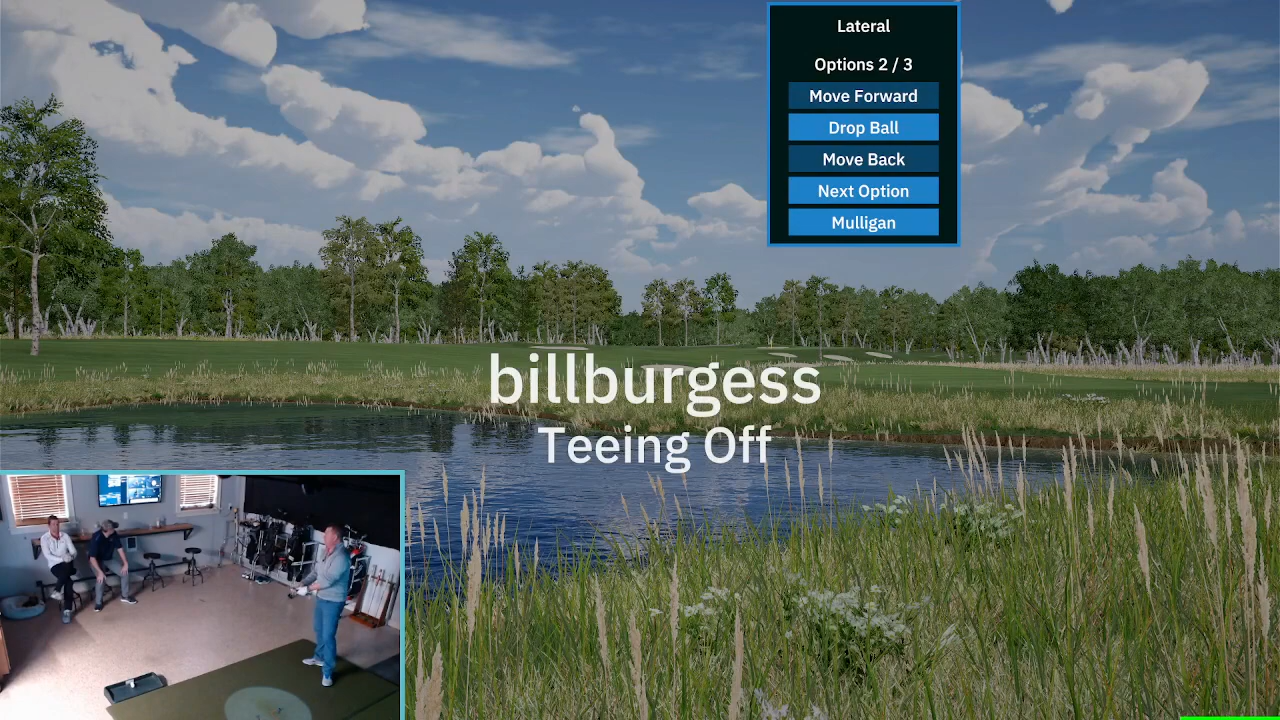 Lateral
Options 2 / 3
Move Forward
Drop Ball
Move Back
Next Option
Mulligan
billburgess
Teeing Off